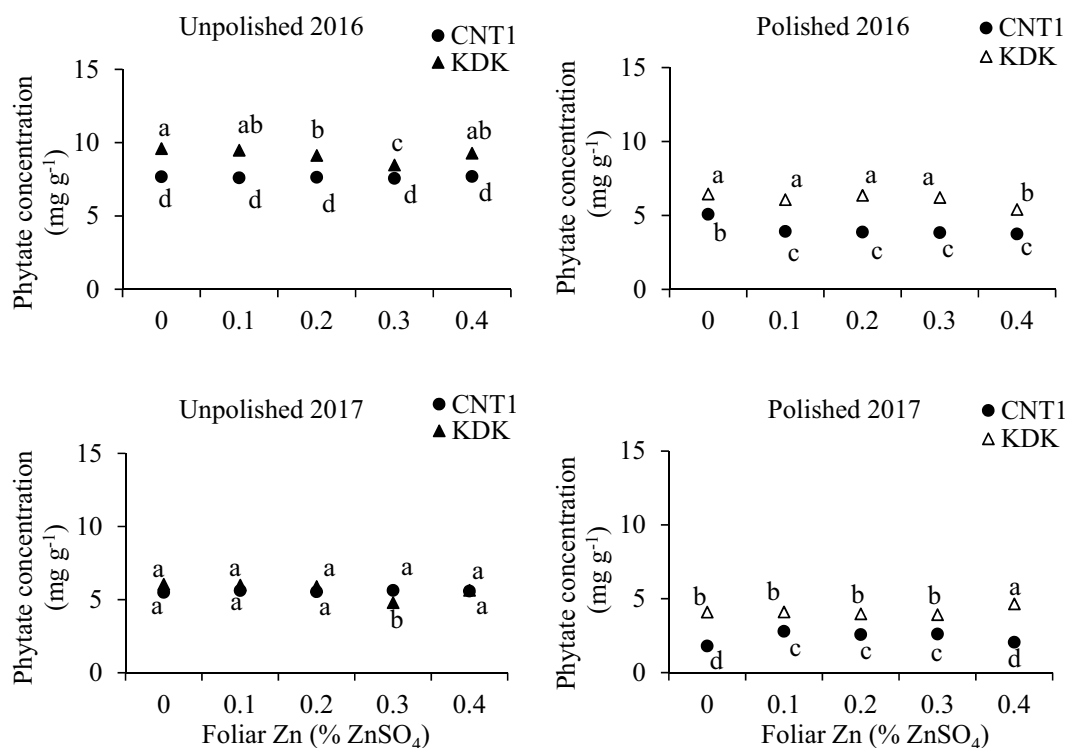 Unpolished 2016
CNT1
KDK
Phytate concentration
(mg g-1)
15
10
5
0
a ab b c ab
d d d d d
0 0.1 0.2 0.3 0.4
Polished 2016
CNT1
KDK
Phytate concentration
(mg g-1)
15
10
5
0
a a a a b
b c c c c
0 0.1 0.2 0.3 0.4
Unpolished 2017
CNT1
KDK
Phytate concentration
(mg g-1)
15
10
5
0
a a a a a
a a a b a
0 0.1 0.2 0.3 0.4
Foliar Zn (% ZnSO4)
Polished 2017
CNT1
KDK
Phytate concentration
(mg g-1)
15
10
5
0
b b b b a
d c c c d
0 0.1 0.2 0.3 0.4
Foliar Zn (% ZnSO4)